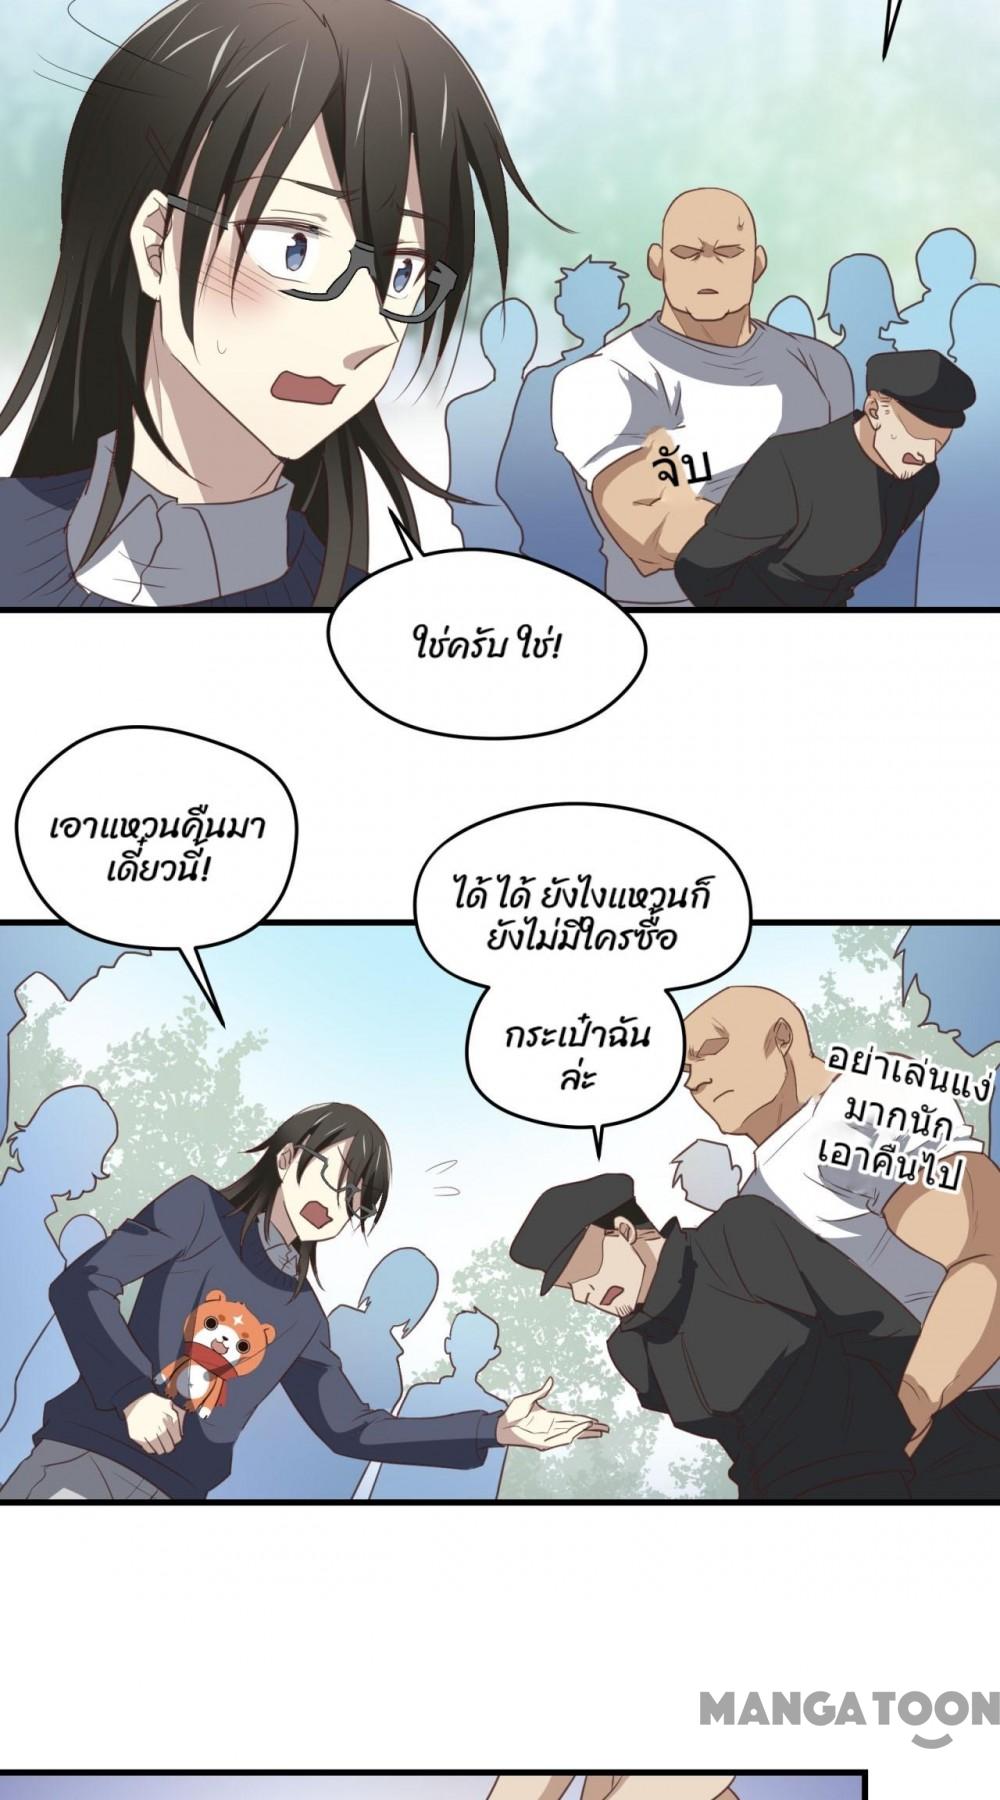 จับ
ใช่ครับ ใช่!
เอาแหวนคืนมา
เดี๋ยวนี้!
ได้ ได้ ยังไงแหวนก็
ยังไม่มีใครซื้อ
กระเป๋าฉัน
ล่ะ
อย่าเล่นแง่
มากนัก
เอาคืนไป
MANGATOON